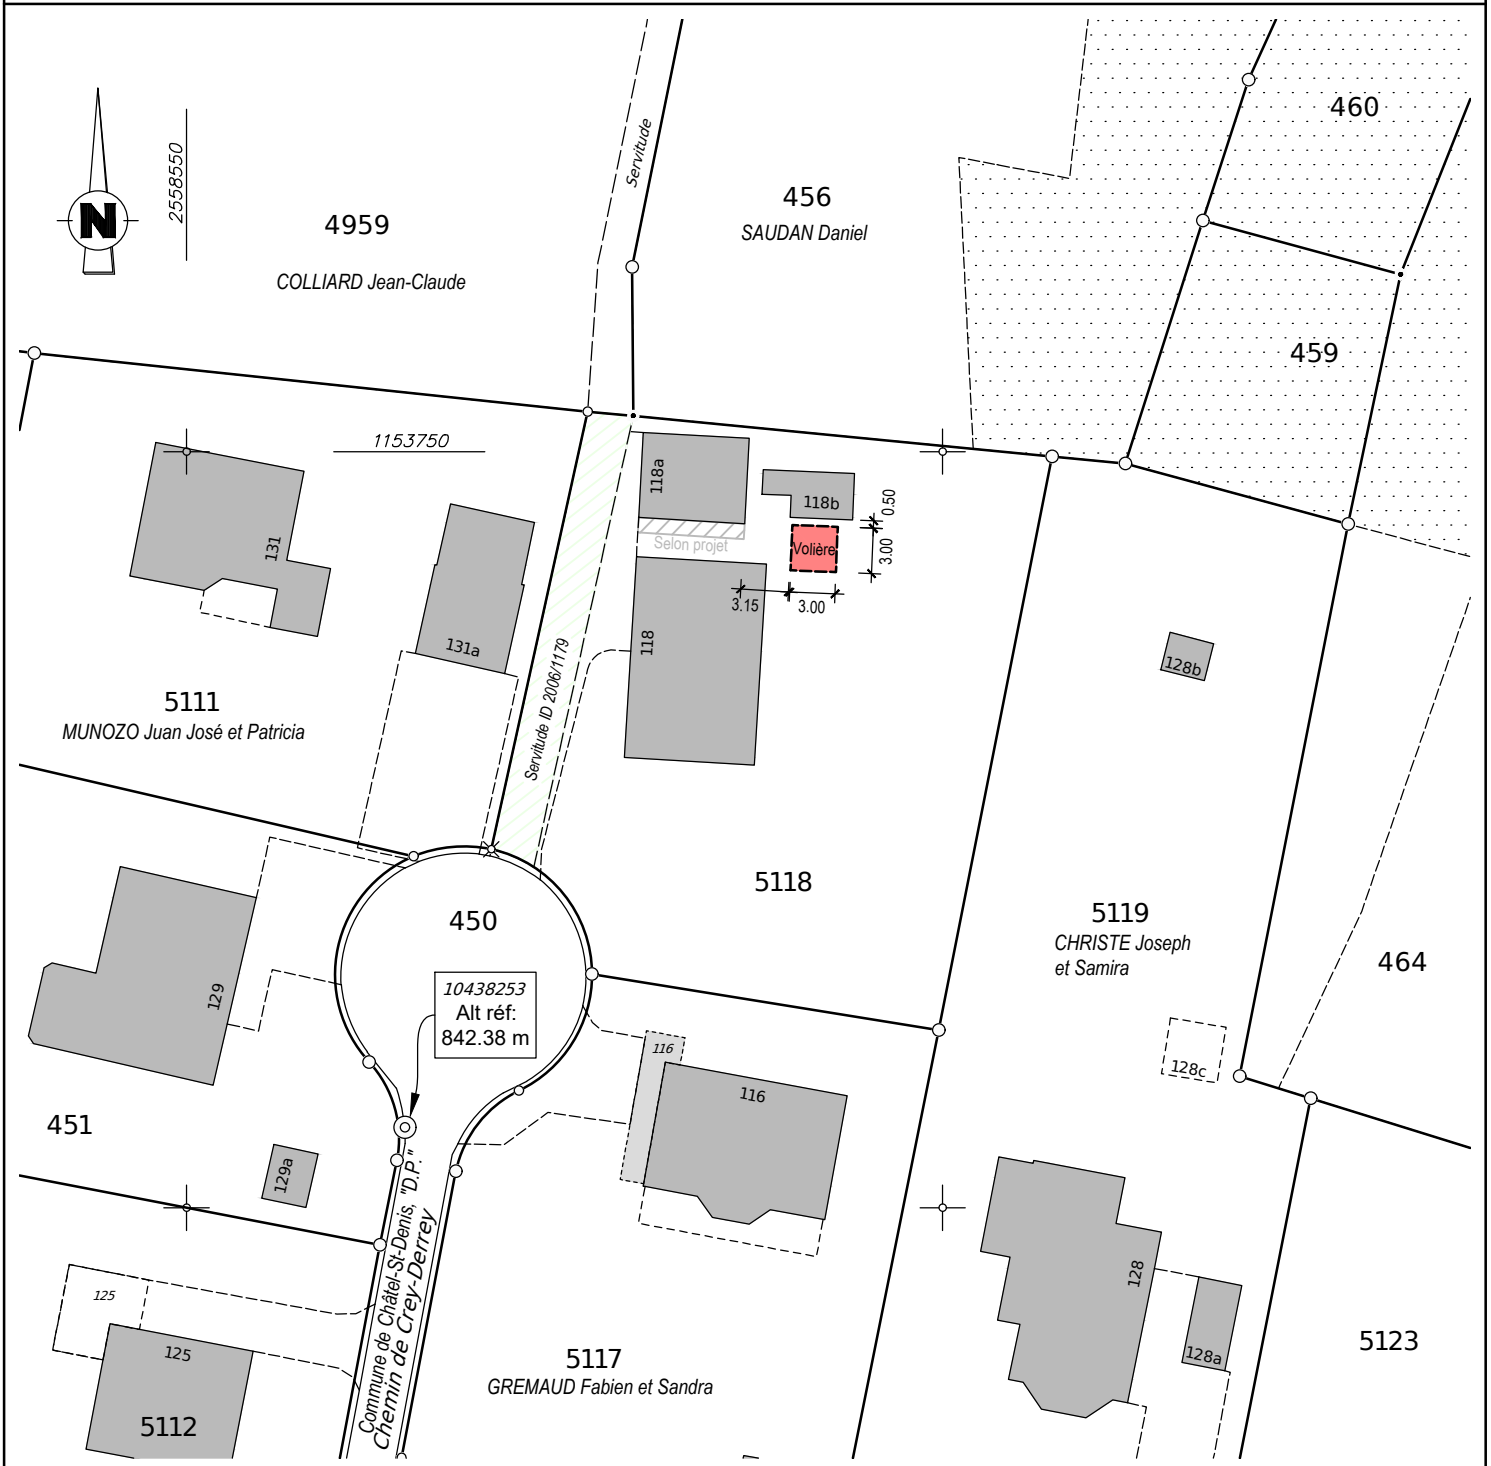 460
2558550
Servitude
N
456
SAUDAN Daniel
4959
COLLIARD Jean-Claude
459
1153750
118a
118b
0.50
Selon projet
Volière
3.00
131
3.15
3.00
118
131a
128b
Servitude ID 2006/1179
5111
MUNOZO Juan José et Patricia
5118
450
5119
CHRISTE Joseph
et Samira
464
129
10438253
Alt réf:
842.38 m
116
116
128c
451
129a
Commune de Châtel-St-Denis, "D.P."
Chemin de Crey-Derrey
128
125
125
5117
GREMAUD Fabien et Sandra
128a
5123
5112